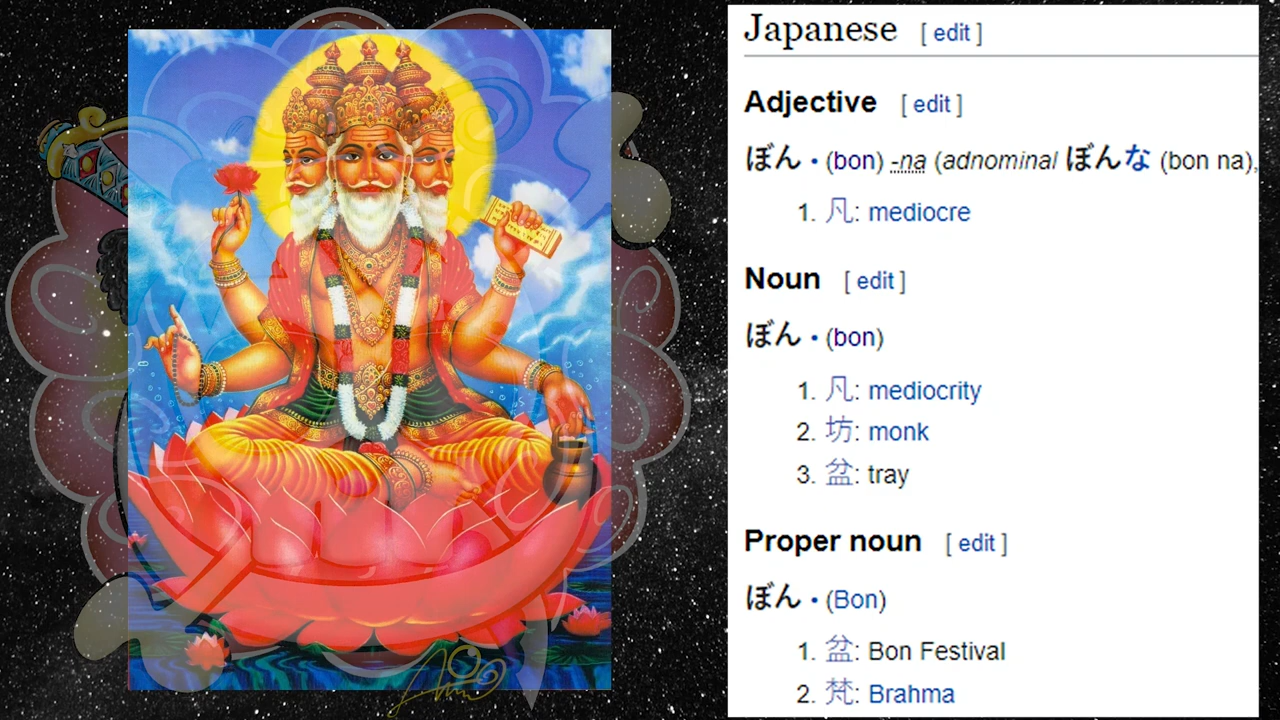 Japanese [ edit ]
Adjective [ edit ]
ぼん • (bon) -na (adnominal ぼんな (bon na),
1. 凡: mediocre
Noun [ edit ]
ぼん • (bon)
1. 凡: mediocrity
2. 坊: monk
3. 盆: tray
Proper noun [ edit ]
ぼん • (Bon)
1. 盆: Bon Festival
2. 梵: Brahma